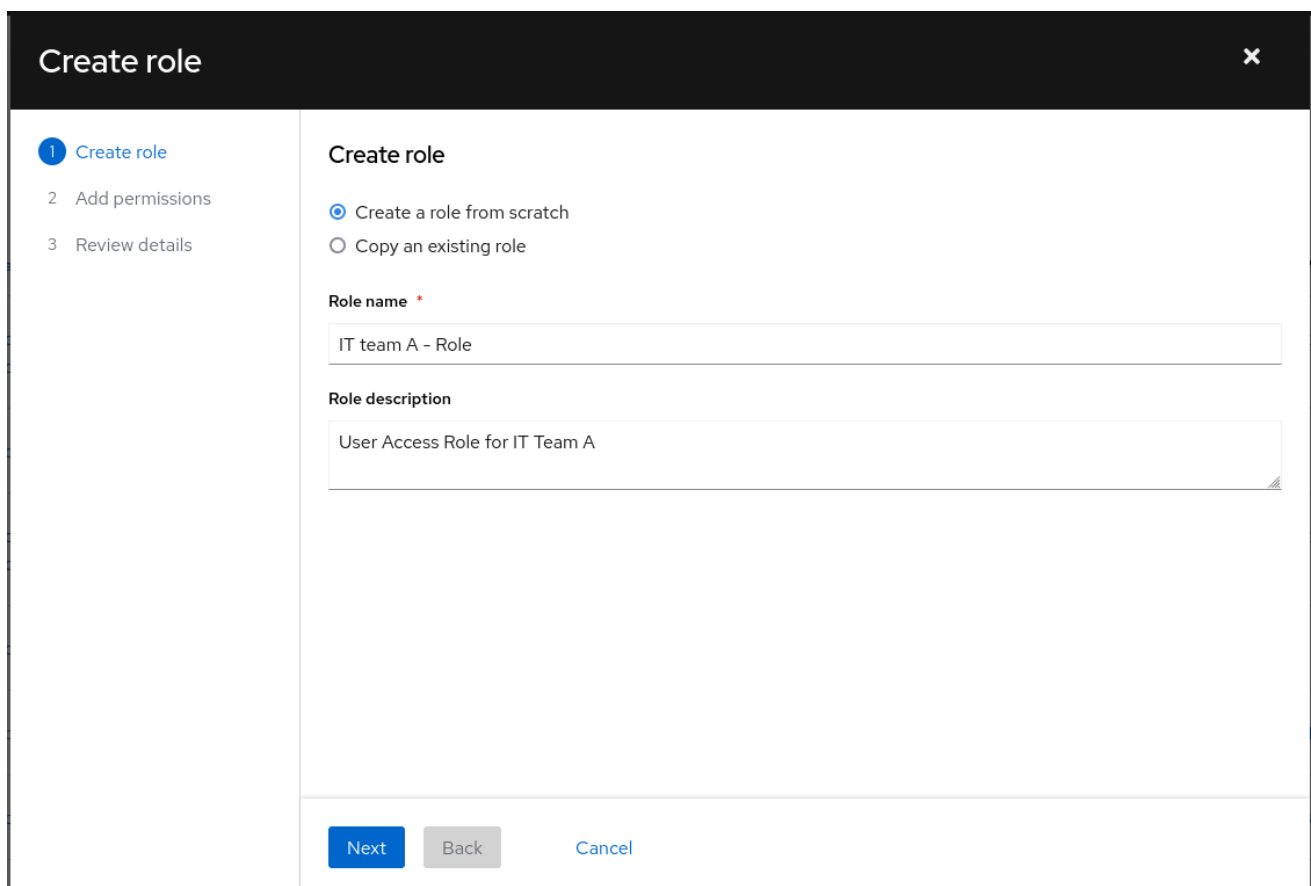 Create role
1 Create role
2 Add permissions
3 Review details
Create role
Create a role from scratch
Copy an existing role
Role name *
IT team A - Role
Role description
User Access Role for IT Team A
Next Back Cancel